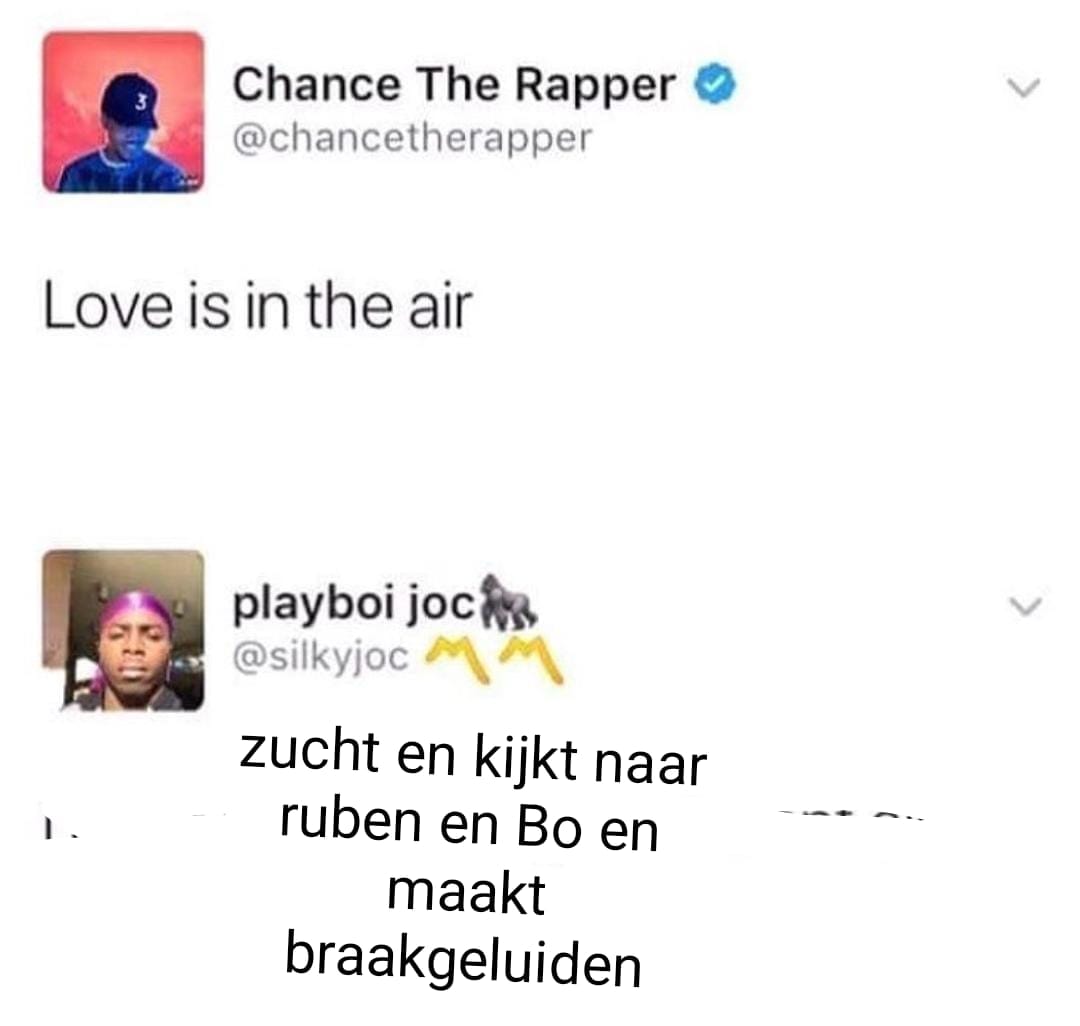 3
Chance The Rapper
@chancetherapper
Love is in the air
playboi joc🦍
@silkyjoc 〽️〽️
zucht en kijkt naar
ruben en Bo en
maakt
braakgeluiden